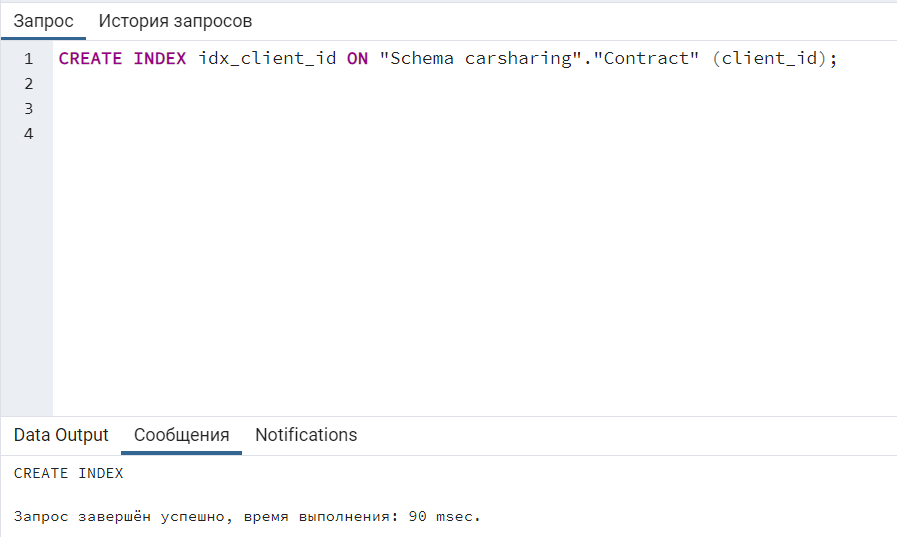 Запрос История запросов
1 CREATE INDEX idx_client_id ON "Schema carsharing"."Contract" (client_id);
2
3
4
Data Output Сообщения Notifications
CREATE INDEX
Запрос завершён успешно, время выполнения: 90 msec.